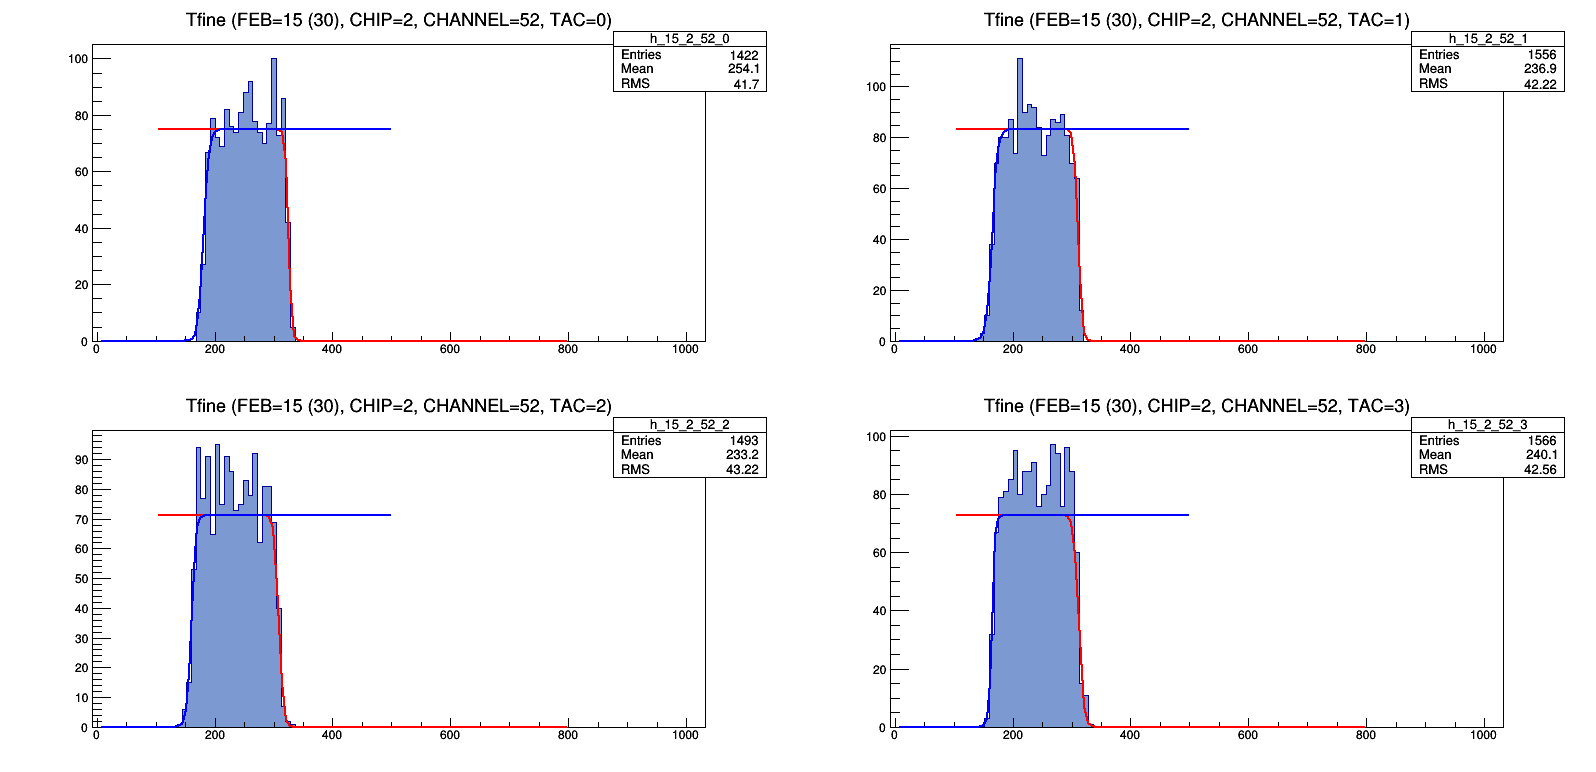 Tfine (FEB=15 (30), CHIP=2, CHANNEL=52, TAC=0)
h_15_2_52_0
Entries 1422
Mean 254.1
RMS 41.7
100
80
60
40
20
0
0 200 400 600 800 1000
Tfine (FEB=15 (30), CHIP=2, CHANNEL=52, TAC=1)
h_15_2_52_1
Entries 1556
Mean 236.9
RMS 42.22
100
80
60
40
20
0
0 200 400 600 800 1000
Tfine (FEB=15 (30), CHIP=2, CHANNEL=52, TAC=2)
h_15_2_52_2
Entries 1493
Mean 233.2
RMS 43.22
90
80
70
60
50
40
30
20
10
0
0 200 400 600 800 1000
Tfine (FEB=15 (30), CHIP=2, CHANNEL=52, TAC=3)
h_15_2_52_3
Entries 1566
Mean 240.1
RMS 42.56
100
80
60
40
20
0
0 200 400 600 800 1000